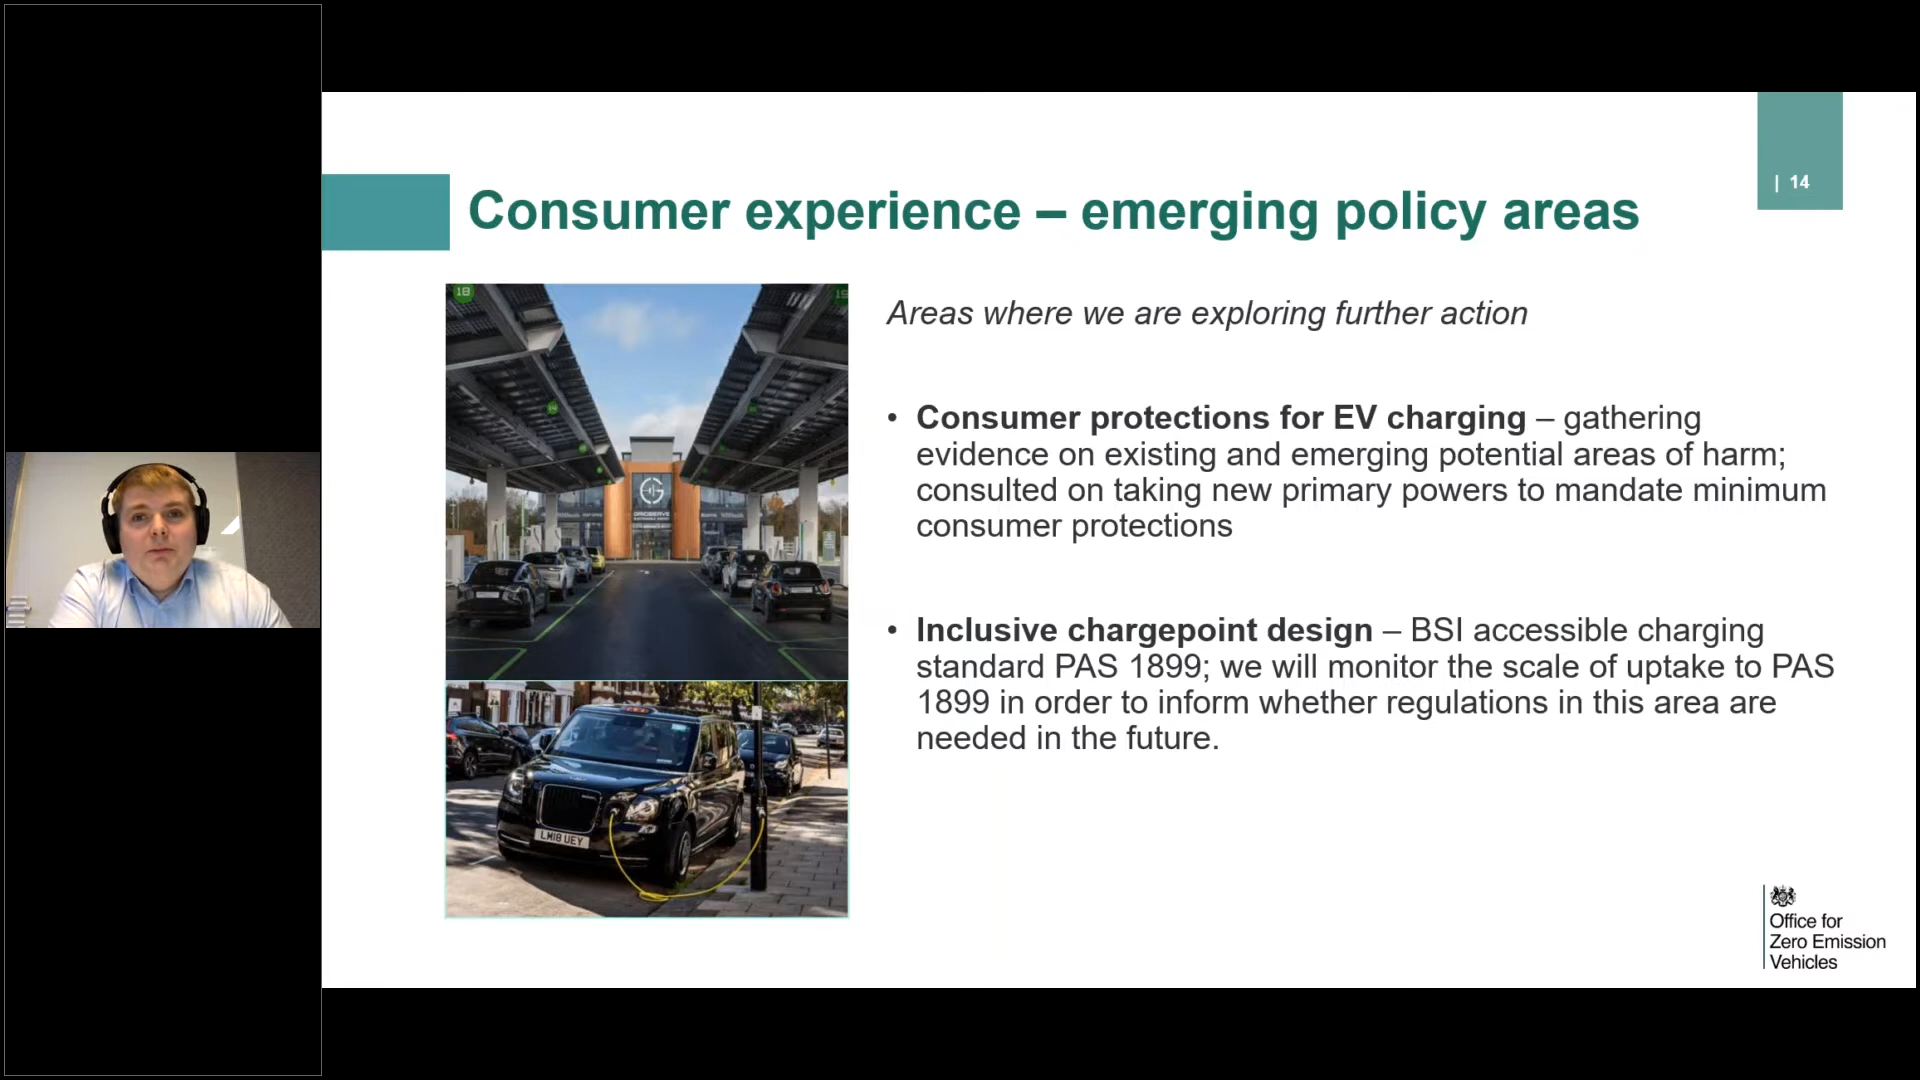 | 14
Consumer experience – emerging policy areas
18
GRIDSERVE
LM18 UEY
Areas where we are exploring further action
• Consumer protections for EV charging – gathering
evidence on existing and emerging potential areas of harm;
consulted on taking new primary powers to mandate minimum
consumer protections
• Inclusive chargepoint design – BSI accessible charging
standard PAS 1899; we will monitor the scale of uptake to PAS
1899 in order to inform whether regulations in this area are
needed in the future.
Office for
Zero Emission
Vehicles